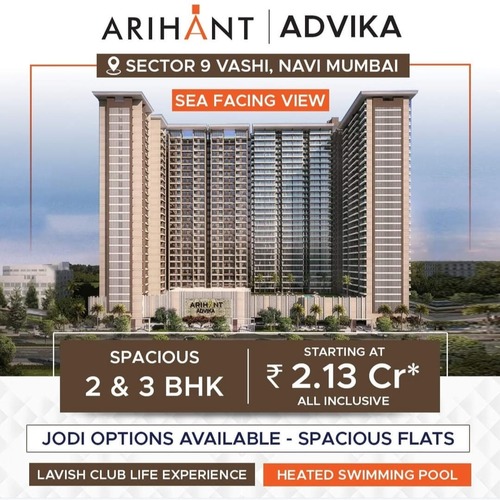 ARIHANT | ADVIKA
SECTOR 9 VASHI, NAVI MUMBAI
SEA FACING VIEW
ARIHANT
ADVIKA
SPACIOUS
2 & 3 BHK
STARTING AT
₹ 2.13 Cr*
ALL INCLUSIVE
JODI OPTIONS AVAILABLE - SPACIOUS FLATS
LAVISH CLUB LIFE EXPERIENCE
HEATED SWIMMING POOL